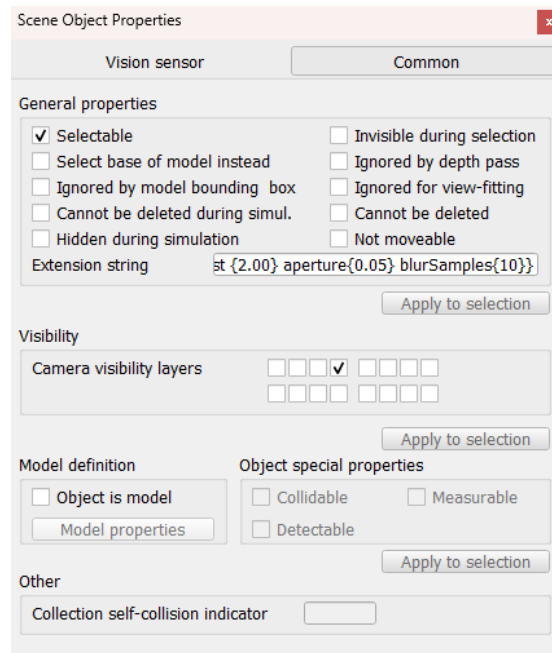 Scene Object Properties
x
Vision sensor Common
General properties
Selectable Invisible during selection
Select base of model instead Ignored by depth pass
Ignored by model bounding box Ignored for view-fitting
Cannot be deleted during simul. Cannot be deleted
Hidden during simulation Not moveable
Extension string st {2.00} aperture{0.05} blurSamples{10}}
Apply to selection
Visibility
Camera visibility layers
Apply to selection
Model definition Object special properties
Object is model Collidable Measurable
Model properties Detectable
Apply to selection
Other
Collection self-collision indicator